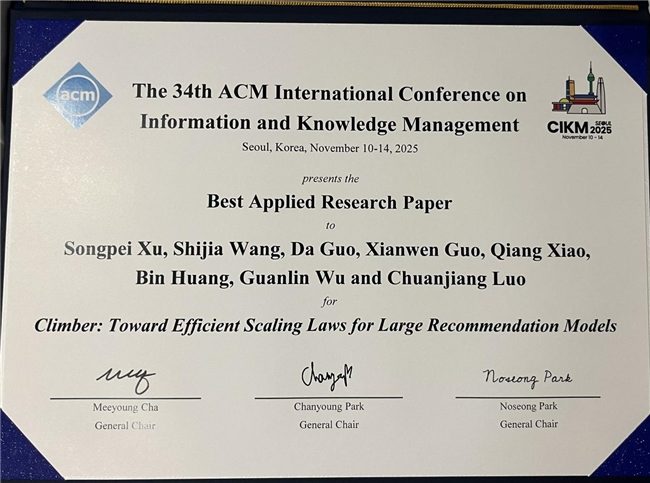 acm
The 34th ACM International Conference on
Information and Knowledge Management
Seoul, Korea, November 10-14, 2025
CIKM SEOUL 2025
November 10 - 14
presents the
Best Applied Research Paper
to
Songpei Xu, Shijia Wang, Da Guo, Xianwen Guo, Qiang Xiao,
Bin Huang, Guanlin Wu and Chuanjiang Luo
for
Climber: Toward Efficient Scaling Laws for Large Recommendation Models
Noseong Park
Meeyoung Cha
General Chair
Chanyoung Park
General Chair
Noseong Park
General Chair